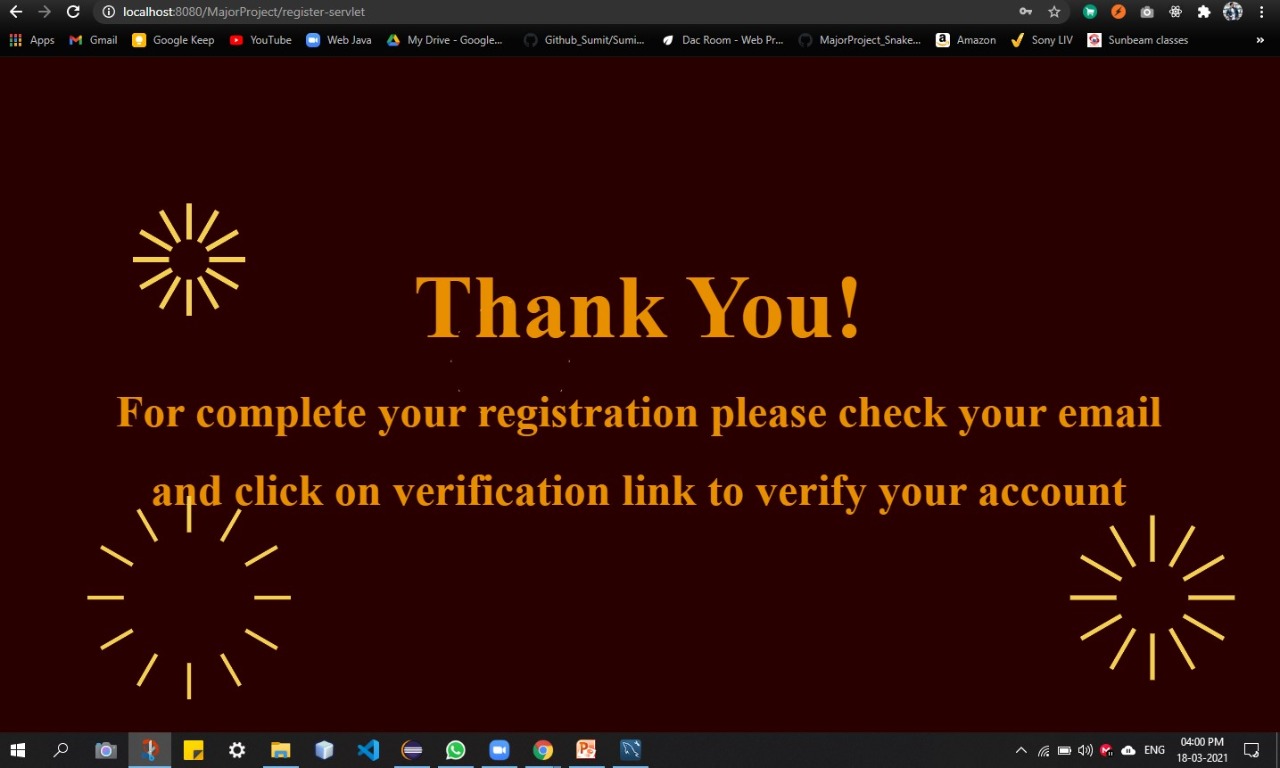 localhost:8080/MajorProject/register-servlet
Apps Gmail Google Keep YouTube Web Java My Drive - Google... Github_Sumit/Sumi... Dac Room - Web Pr... MajorProject_Snake... Amazon Sony LIV Sunbeam classes »
Thank You!
For complete your registration please check your email
and click on verification link to verify your account
ENG
04:00 PM
18-03-2021